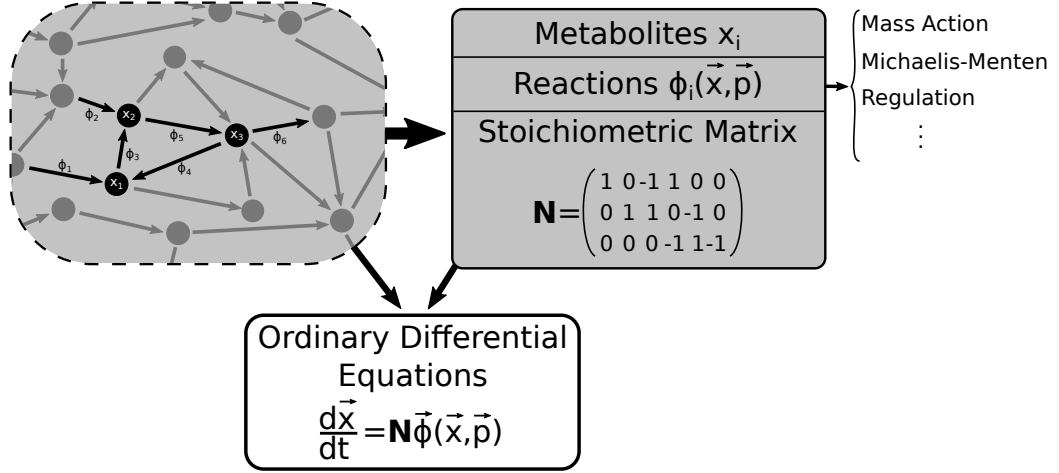 ϕ₂
x₂
ϕ₅
x₃
ϕ₆
ϕ₃
ϕ₁
ϕ₄
x₁
Metabolites xᵢ
Reactions ϕᵢ(x⃗,p⃗)
Stoichiometric Matrix
N=
1 0 -1 1 0 0
0 1 1 0 -1 0
0 0 0 -1 1 -1
Mass Action
Michaelis-Menten
Regulation
⋮
Ordinary Differential
Equations
dx⃗/dt=Nϕ⃗(x⃗,p⃗)